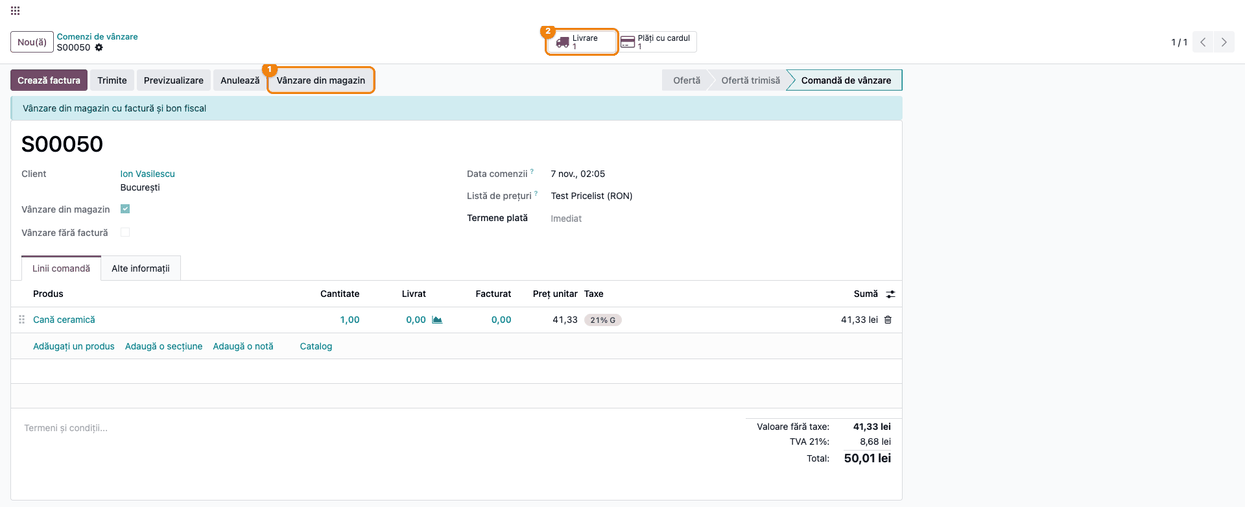 Nou(ă)
Comenzi de vânzare
S00050
2
Livrare
1
Plăți cu cardul
1
1 / 1
Crează factura
Trimite
Previzualizare
Anulează
1
Vânzare din magazin
Ofertă
Ofertă trimisă
Comandă de vânzare
Vânzare din magazin cu factură și bon fiscal
S00050
Client
Ion Vasilescu
București
Data comenzii ?
7 nov., 02:05
Listă de prețuri ?
Test Pricelist (RON)
Vânzare din magazin
Termene plată
Imediat
Vânzare fără factură
Linii comandă
Alte informații
Produs
Cantitate
Livrat
Facturat
Preț unitar
Taxe
Sumă
Cană ceramică
1,00
0,00
0,00
41,33
21% G
41,33 lei
Adăugați un produs
Adaugă o secțiune
Adaugă o notă
Catalog
Termeni și condiții...
Valoare fără taxe: 41,33 lei
TVA 21%: 8,68 lei
Total: 50,01 lei